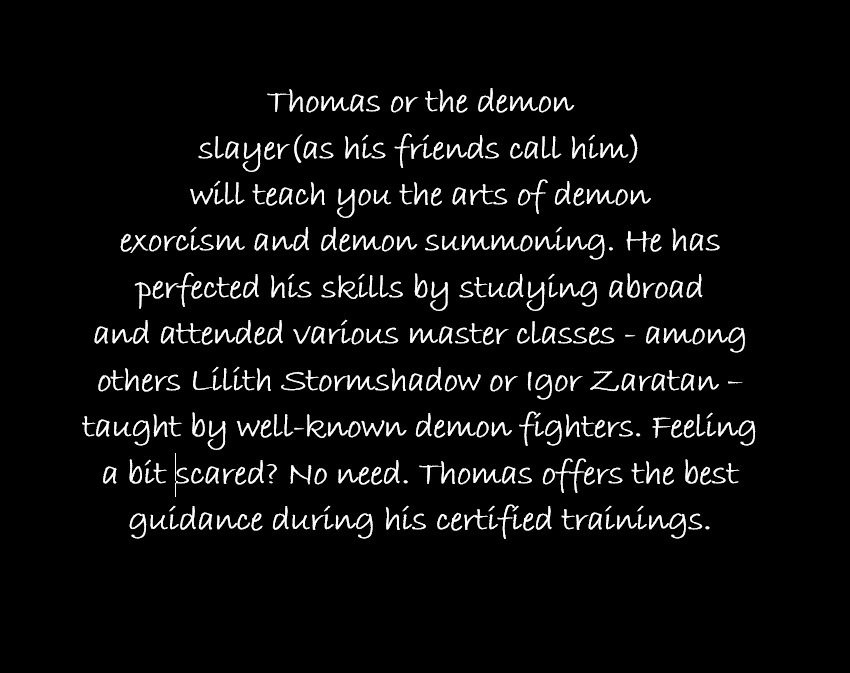 Thomas or the demon
slayer(as his friends call him)
will teach you the arts of demon
exorcism and demon summoning. He has
perfected his skills by studying abroad
and attended various master classes - among
others Lilith Stormshadow or Igor Zaratan –
taught by well-known demon fighters. Feeling
a bit scared? No need. Thomas offers the best
guidance during his certified trainings.